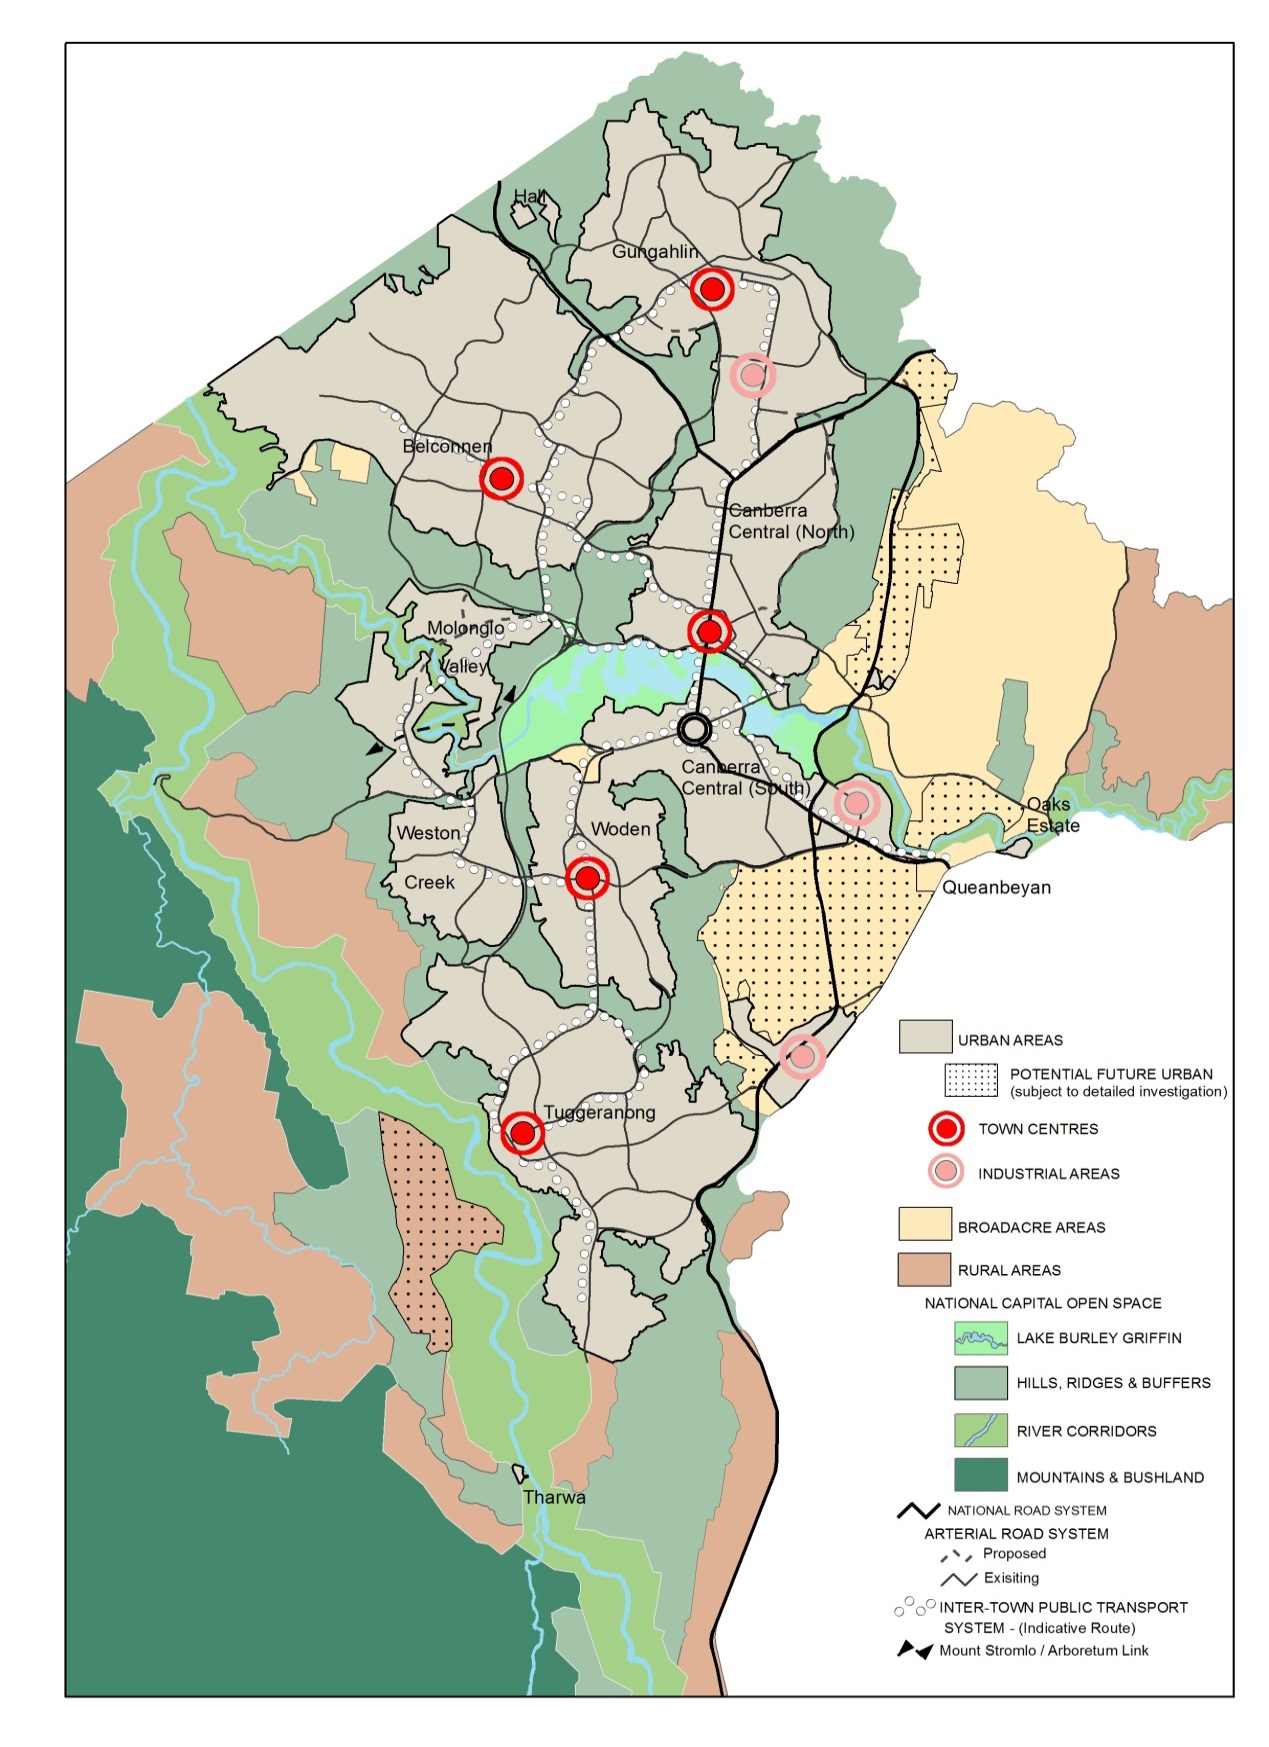 Hall
Gungahlin
Belconnen
Canberra
Central (North)
Molonglo
Valley
Canberra
Central (South)
Oaks
Estate
Weston
Woden
Creek
Queanbeyan
Tuggeranong
Tharwa
URBAN AREAS
POTENTIAL FUTURE URBAN
(subject to detailed investigation)
TOWN CENTRES
INDUSTRIAL AREAS
BROADACRE AREAS
RURAL AREAS
NATIONAL CAPITAL OPEN SPACE
LAKE BURLEY GRIFFIN
HILLS, RIDGES & BUFFERS
RIVER CORRIDORS
MOUNTAINS & BUSHLAND
NATIONAL ROAD SYSTEM
ARTERIAL ROAD SYSTEM
Proposed
Exisiting
INTER-TOWN PUBLIC TRANSPORT
SYSTEM - (Indicative Route)
Mount Stromlo / Arboretum Link